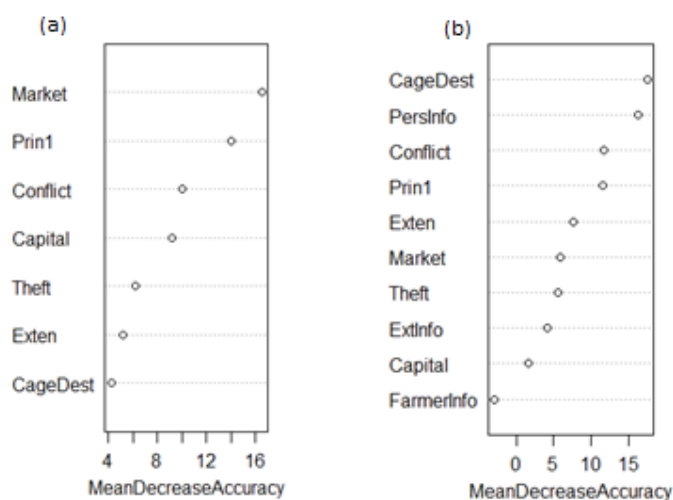 (a)
Market
Prin1
Conflict
Capital
Theft
Exten
CageDest
4 8 12 16
MeanDecreaseAccuracy
(b)
CageDest
PersInfo
Conflict
Prin1
Exten
Market
Theft
ExtInfo
Capital
FarmerInfo
0 5 10 15
MeanDecreaseAccuracy